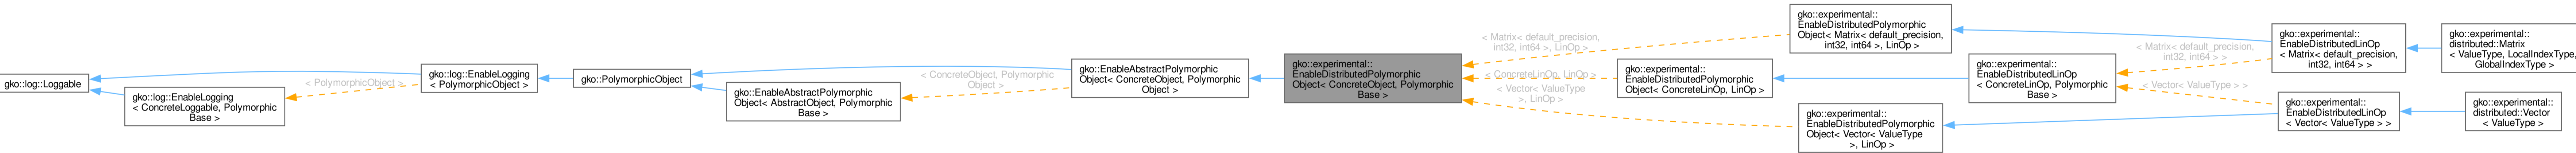 gko::log::Loggable
gko::log::EnableLogging
< ConcreteLoggable, Polymorphic
Base >
< PolymorphicObject >
gko::log::EnableLogging
< PolymorphicObject >
gko::PolymorphicObject
gko::EnableAbstractPolymorphic
Object< AbstractObject, Polymorphic
Base >
< ConcreteObject, Polymorphic
Object >
gko::EnableAbstractPolymorphic
Object< ConcreteObject, Polymorphic
Object >
gko::experimental::
EnableDistributedPolymorphic
Object< ConcreteObject, Polymorphic
Base >
< Matrix< default_precision,
int32, int64 >, LinOp >
< ConcreteLinOp, LinOp >
< Vector< ValueType
>, LinOp >
gko::experimental::
EnableDistributedPolymorphic
Object< Matrix< default_precision,
int32, int64 >, LinOp >
gko::experimental::
EnableDistributedPolymorphic
Object< ConcreteLinOp, LinOp >
gko::experimental::
EnableDistributedPolymorphic
Object< Vector< ValueType
>, LinOp >
gko::experimental::
EnableDistributedLinOp
< ConcreteLinOp, Polymorphic
Base >
< Matrix< default_precision,
int32, int64 > >
< Vector< ValueType > >
gko::experimental::
EnableDistributedLinOp
< Matrix< default_precision,
int32, int64 > >
gko::experimental::
EnableDistributedLinOp
< Vector< ValueType > >
gko::experimental::
distributed::Matrix
< ValueType, LocalIndexType,
GlobalIndexType >
gko::experimental::
distributed::Vector
< ValueType >